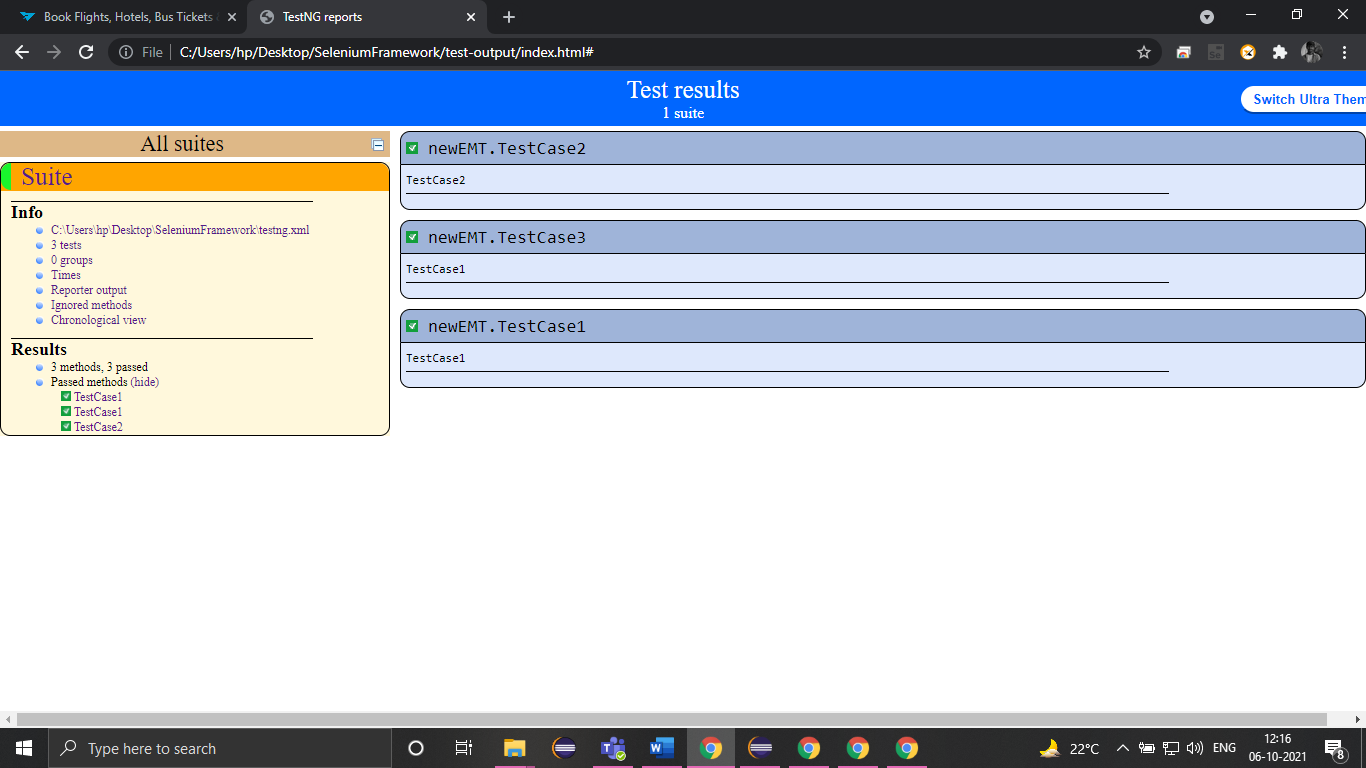 Book Flights, Hotels, Bus Tickets
TestNG reports
File
C:/Users/hp/Desktop/SeleniumFramework/test-output/index.html#
Test results
1 suite
Switch Ultra Them
All suites
Suite
Info
C:\Users\hp\Desktop\SeleniumFramework\testng.xml
3 tests
0 groups
Times
Reporter output
Ignored methods
Chronological view
Results
3 methods, 3 passed
Passed methods (hide)
TestCase1
TestCase1
TestCase2
newEMT.TestCase2
TestCase2
newEMT.TestCase3
TestCase1
newEMT.TestCase1
TestCase1
Type here to search
22°C
ENG
12:16
06-10-2021
8